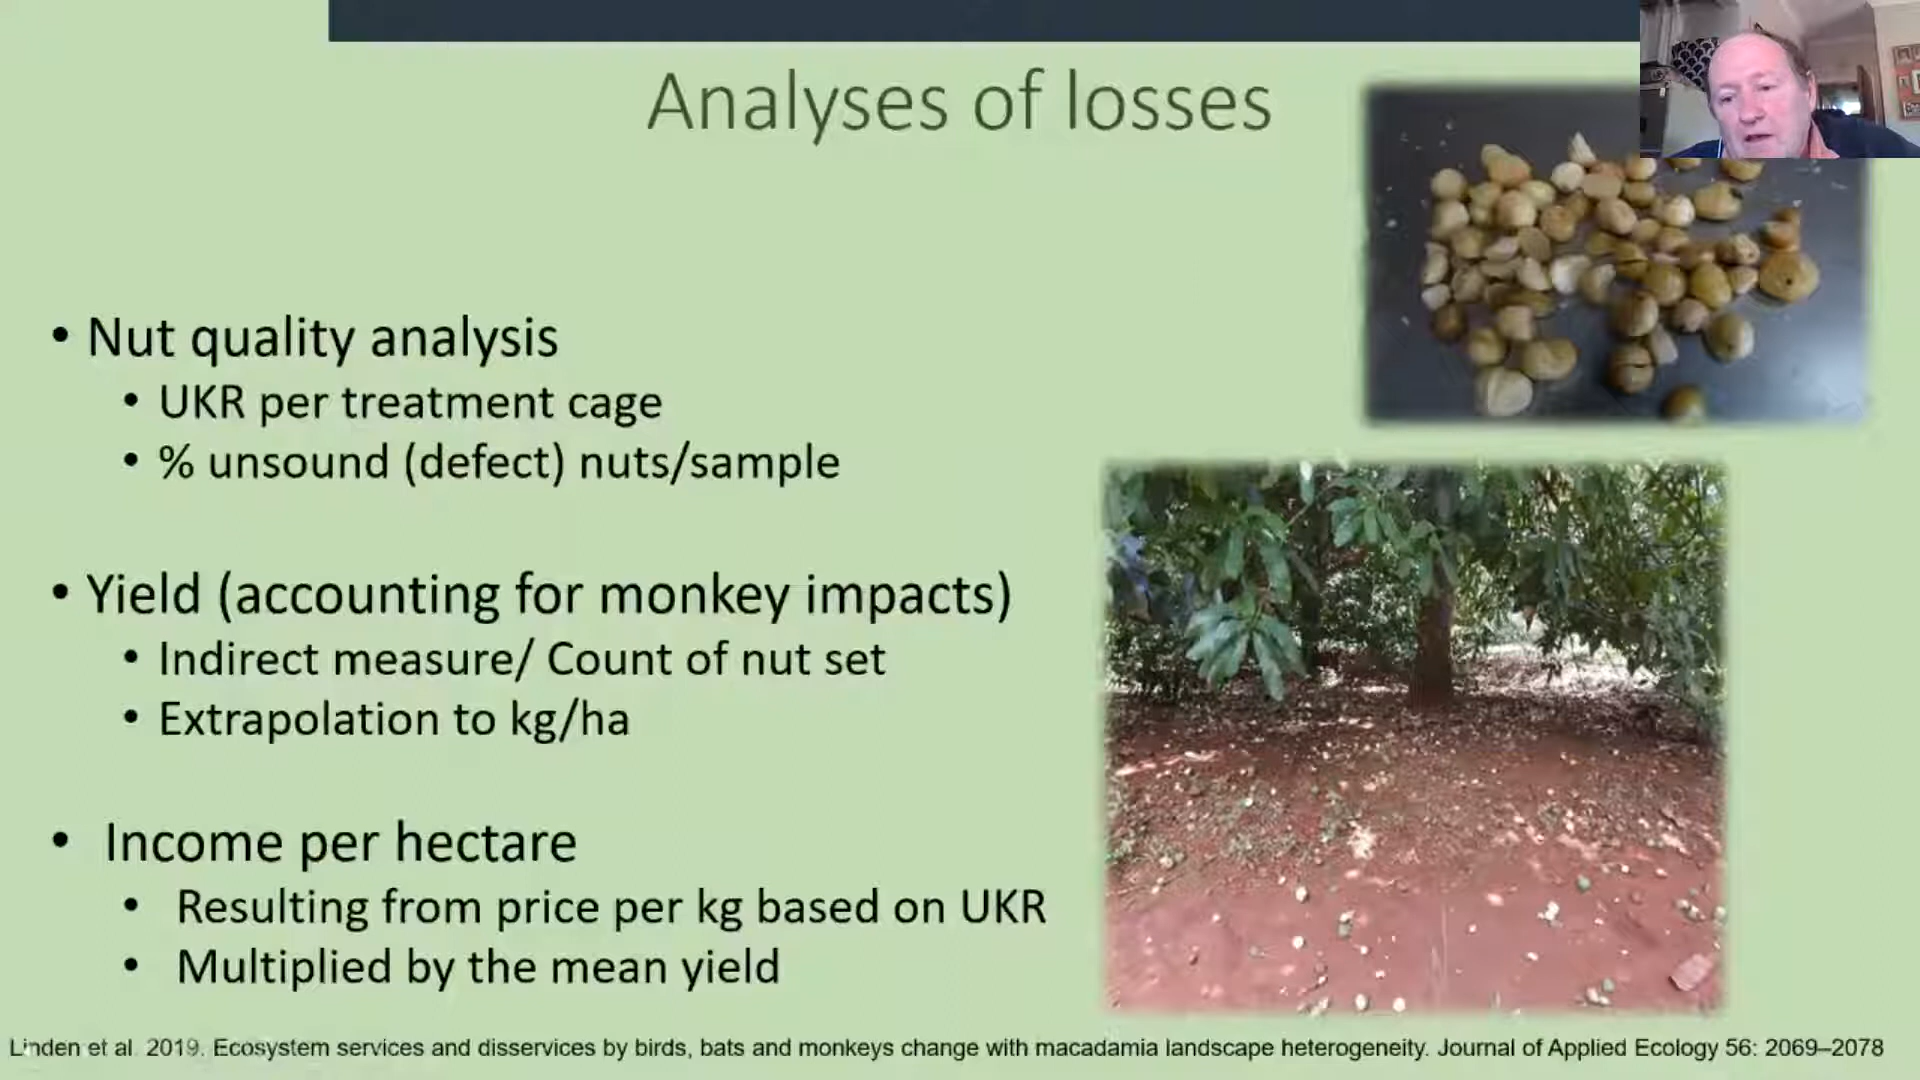 Analyses of losses
• Nut quality analysis
• UKR per treatment cage
• % unsound (defect) nuts/sample
• Yield (accounting for monkey impacts)
• Indirect measure/ Count of nut set
• Extrapolation to kg/ha
• Income per hectare
• Resulting from price per kg based on UKR
• Multiplied by the mean yield
Linden et al. 2019. Ecosystem services and disservices by birds, bats and monkeys change with macadamia landscape heterogeneity. Journal of Applied Ecology 56: 2069–2078